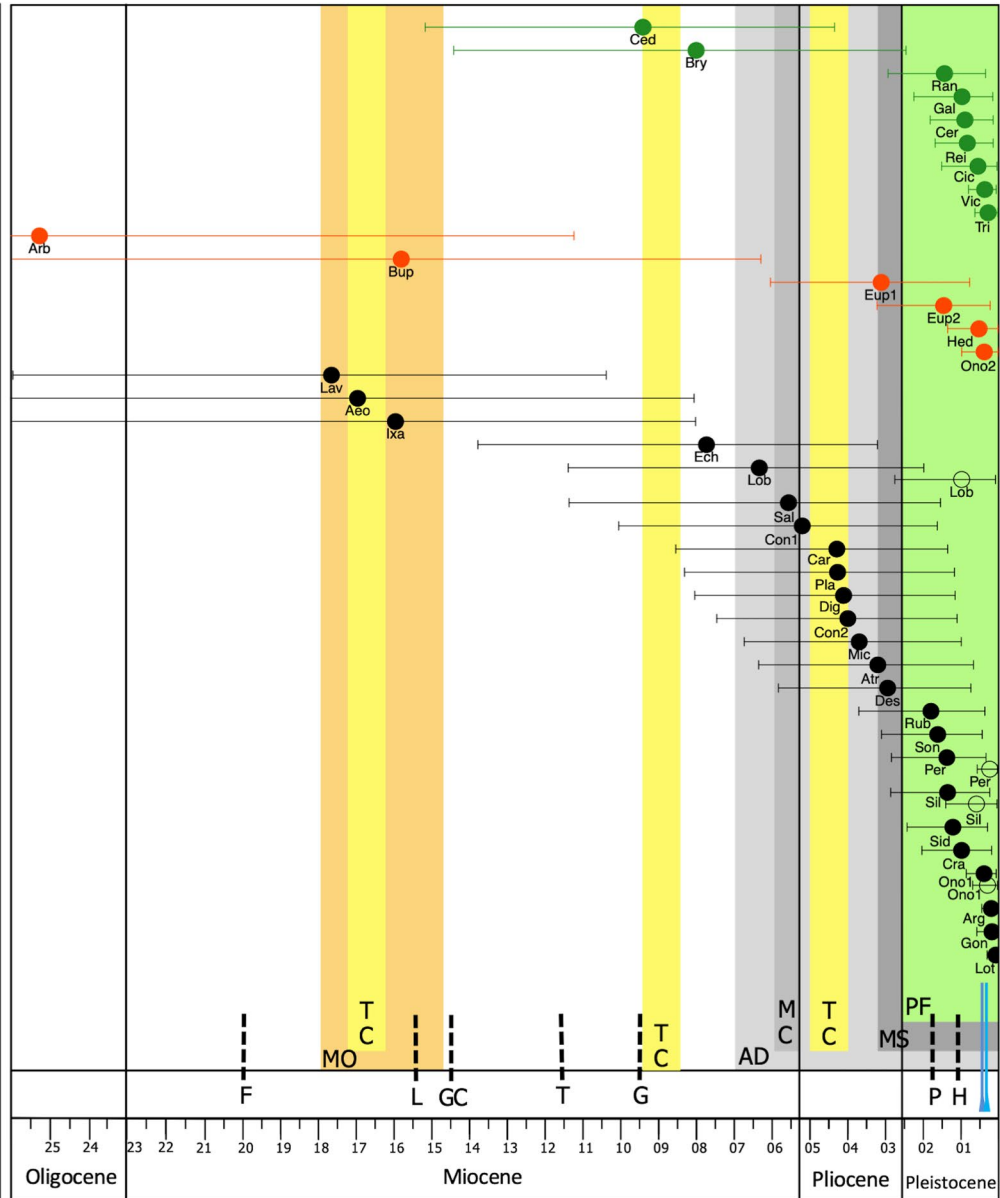 Ced
Bry
Ran
Gal
Cer
Rei
Cic
Vic
Tri
Arb
Bup
Eup1
Eup2
Hed
Ono2
Lav
Aeo
Ixa
Ech
Lob
Lob
Sal
Con1
Car
Pla
Dig
Con2
Mic
Atr
Des
Rub
Son
Per
Per
Sil
Sil
Sid
Cra
Ono1
Ono1
Arg
Gon
Lot
MO
TC
TC
AD
MC
TC
MS
PF
F L GC T G P H
25 24 23 22 21 20 19 18 17 16 15 14 13 12 11 10 09 08 07 06 05 04 03 02 01
Oligocene Miocene Pliocene Pleistocene